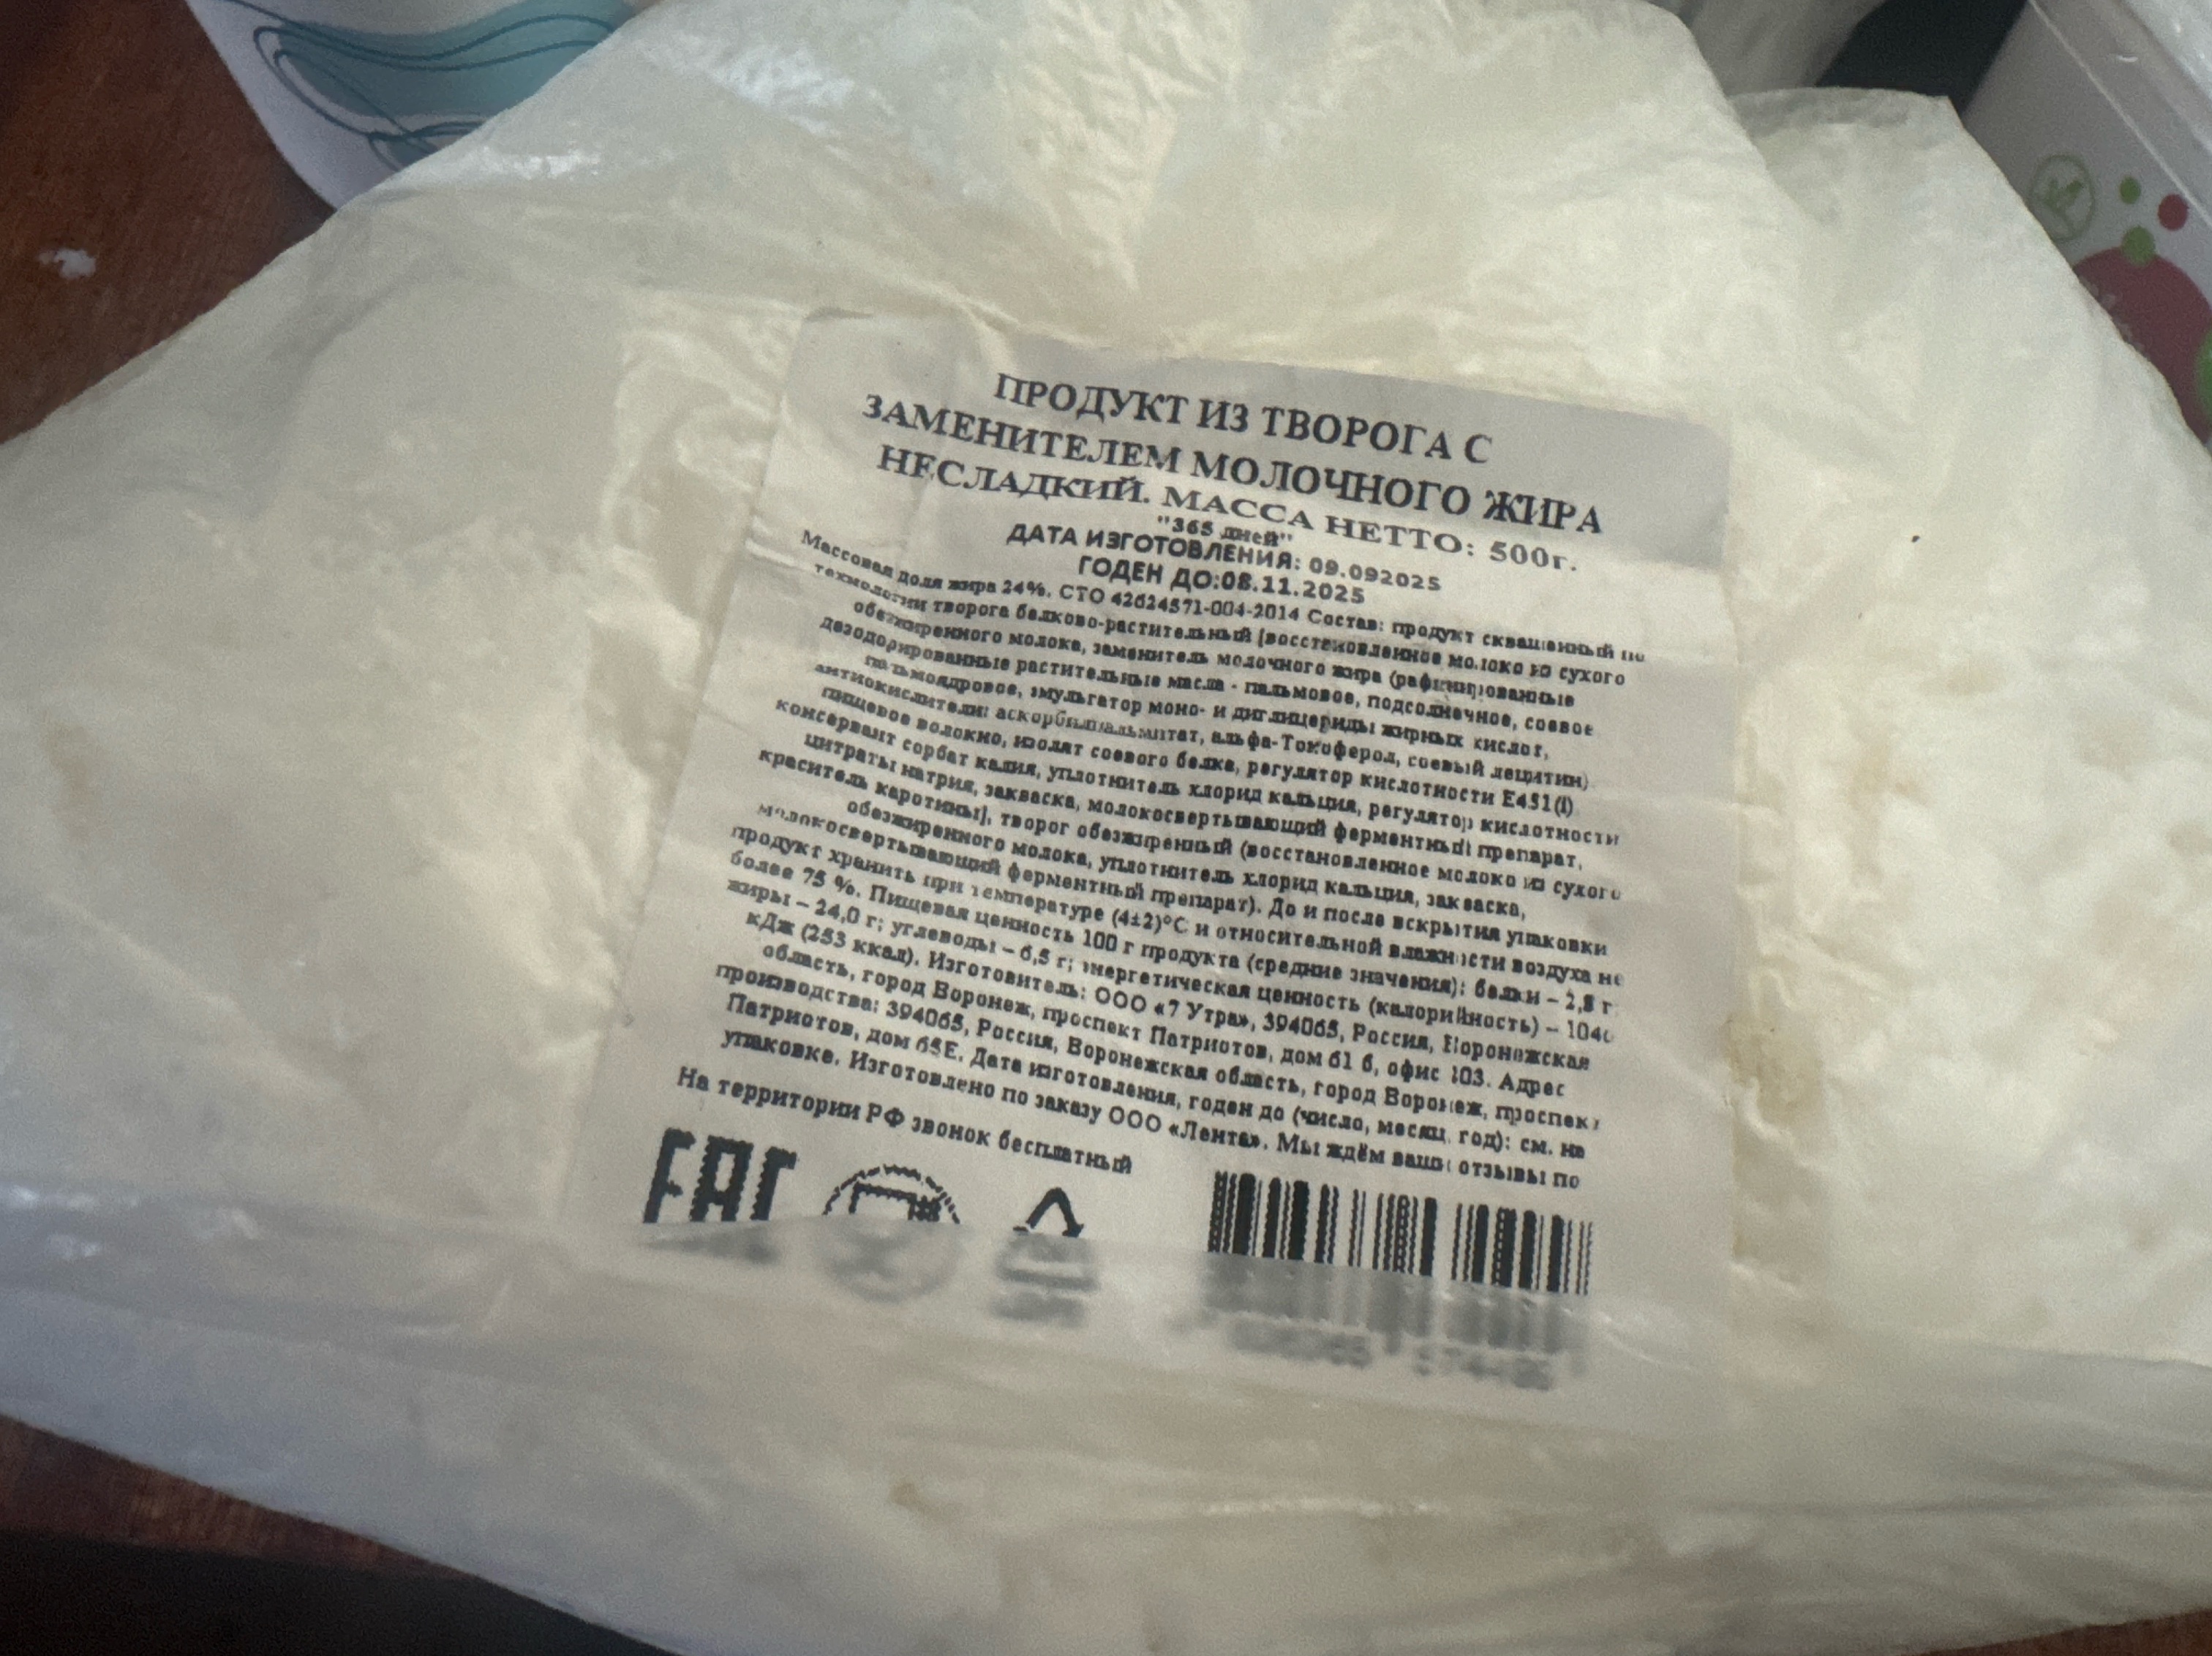 ПРОДУКТ ИЗ ТВОРОГА С
ЗАМЕНИТЕЛЕМ МОЛОЧНОГО ЖИРА
НЕСЛАДКИЙ. МАССА НЕТТО: 500г.
"365 дней"
ДАТА ИЗГОТОВЛЕНИЯ: 09.092025
ГОДЕН ДО:08.11.2025
Массовая доля жира 24%. СТО 42624571-004-2014 Состав: продукт сквашенный по
технологии творога белково-растительный [восстановленное молоко из сухого
обезжиренного молока, заменитель молочного жира (рафинированные
дезодорированные растительные масла - пальмовое, подсолнечное, соевое
пальмоядровое, эмульгатор моно- и диглицериды жирных кислот,
антиокислители: аскорбилпальмитат, альфа-Токоферол, соевый лецитин)
пищевое волокно, изолят соевого белка, регулятор кислотности Е451(i)
консервант сорбат калия, уплотнитель хлорид кальция, регулятор кислотности
цитраты натрия, закваска, молокосвертывающий ферментный препарат,
краситель каротины], творог обезжиренный (восстановленное молоко из сухого
обезжиренного молока, уплотнитель хлорид кальция, закваска,
молокосвертывающий ферментный препарат). До и после вскрытия упаковки
продукт хранить при температуре (4±2)°С и относительной влажности воздуха не
более 75 %. Пищевая ценность 100 г продукта (средние значения): белки – 2,8 г
жиры – 24,0 г; углеводы – 6,5 г; энергетическая ценность (калорийность) –
кДж (253 ккал). Изготовитель: ООО «7 Утра», 394065, Россия, Воронежская
область, город Воронеж, проспект Патриотов, дом 61 б, офис 103. Адрес
производства: 394065, Россия, Воронежская область, город Воронеж, проспект
Патриотов, дом 65Е. Дата изготовления, годен до (число, месяц, год): см. на
упаковке. Изготовлено по заказу ООО «Лента». Мы ждём ваши отзывы по
На территории РФ звонок бесплатный
ЕАС